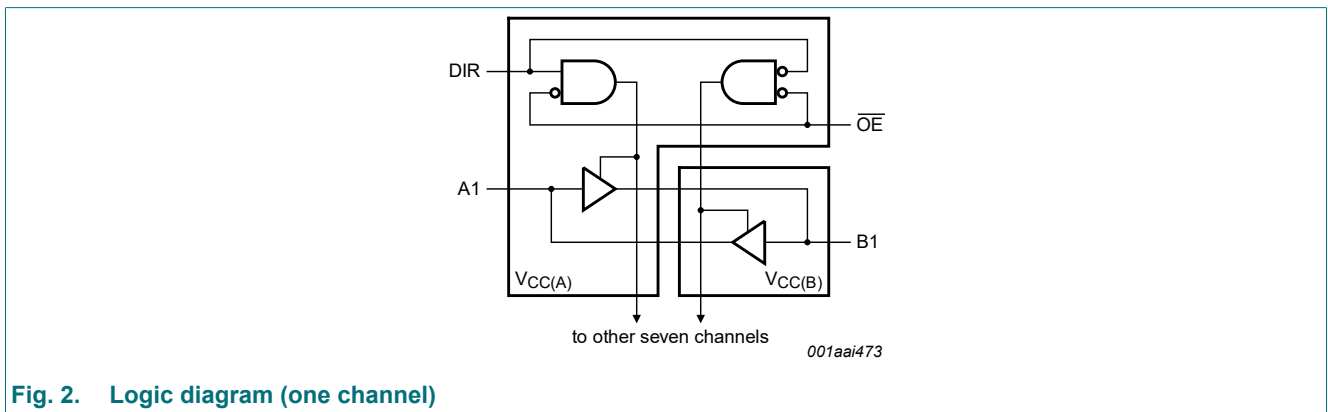 DIR
OE
A1
B1
VCC(A)
VCC(B)
to other seven channels
001aai473
Fig. 2. Logic diagram (one channel)